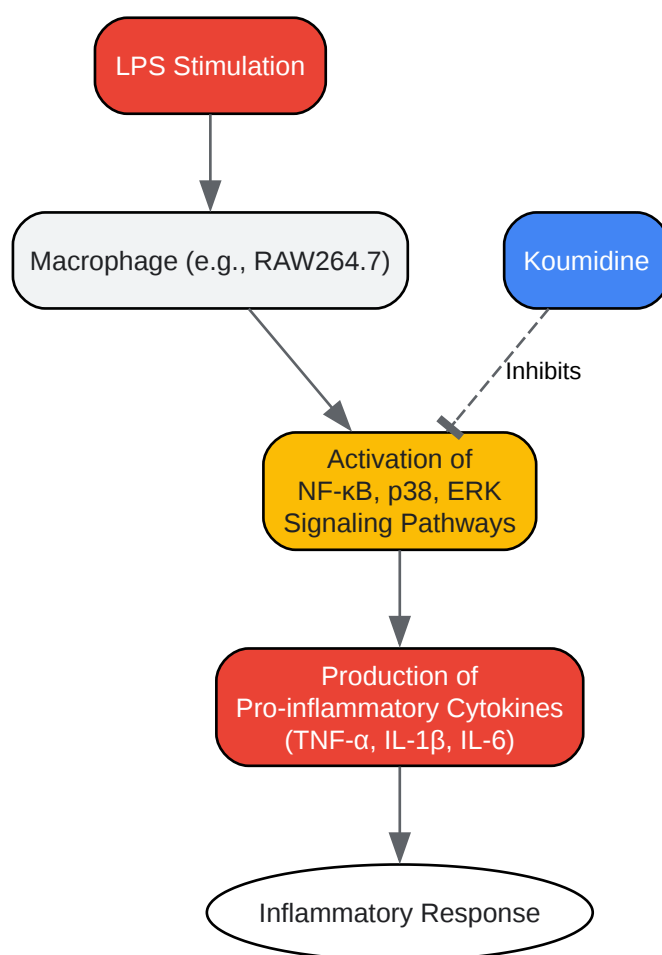 LPS Stimulation
Macrophage (e.g., RAW264.7)
Koumidine
Inhibits
Activation of
NF-κB, p38, ERK
Signaling Pathways
Production of
Pro-inflammatory Cytokines
(TNF-α, IL-1β, IL-6)
Inflammatory Response